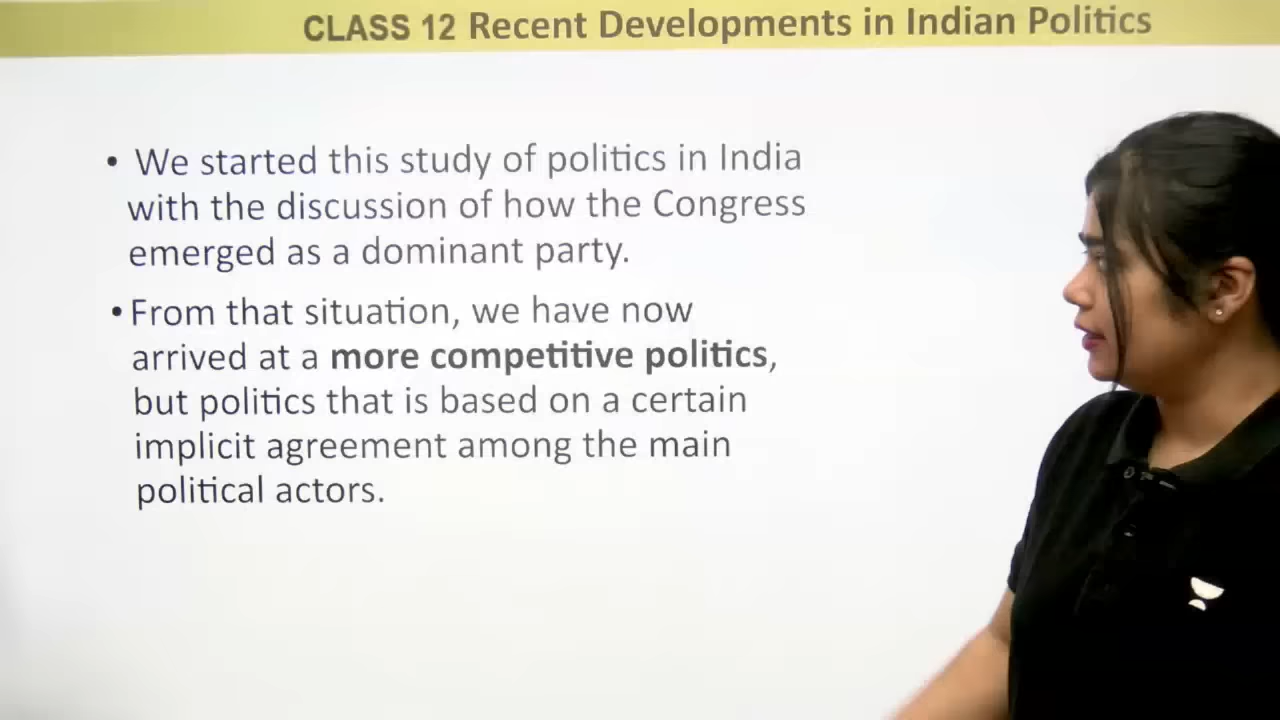 CLASS 12 Recent Developments in Indian Politics
• We started this study of politics in India
with the discussion of how the Congress
emerged as a dominant party.
• From that situation, we have now
arrived at a more competitive politics,
but politics that is based on a certain
implicit agreement among the main
political actors.